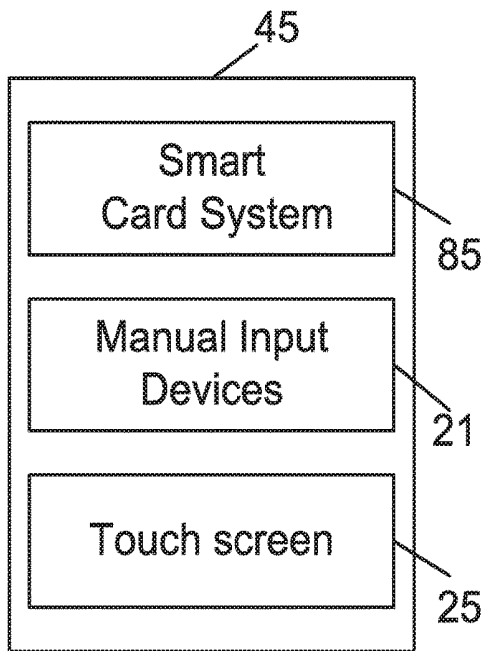 45
Smart
Card System
85
Manual Input
Devices
21
Touch screen
25